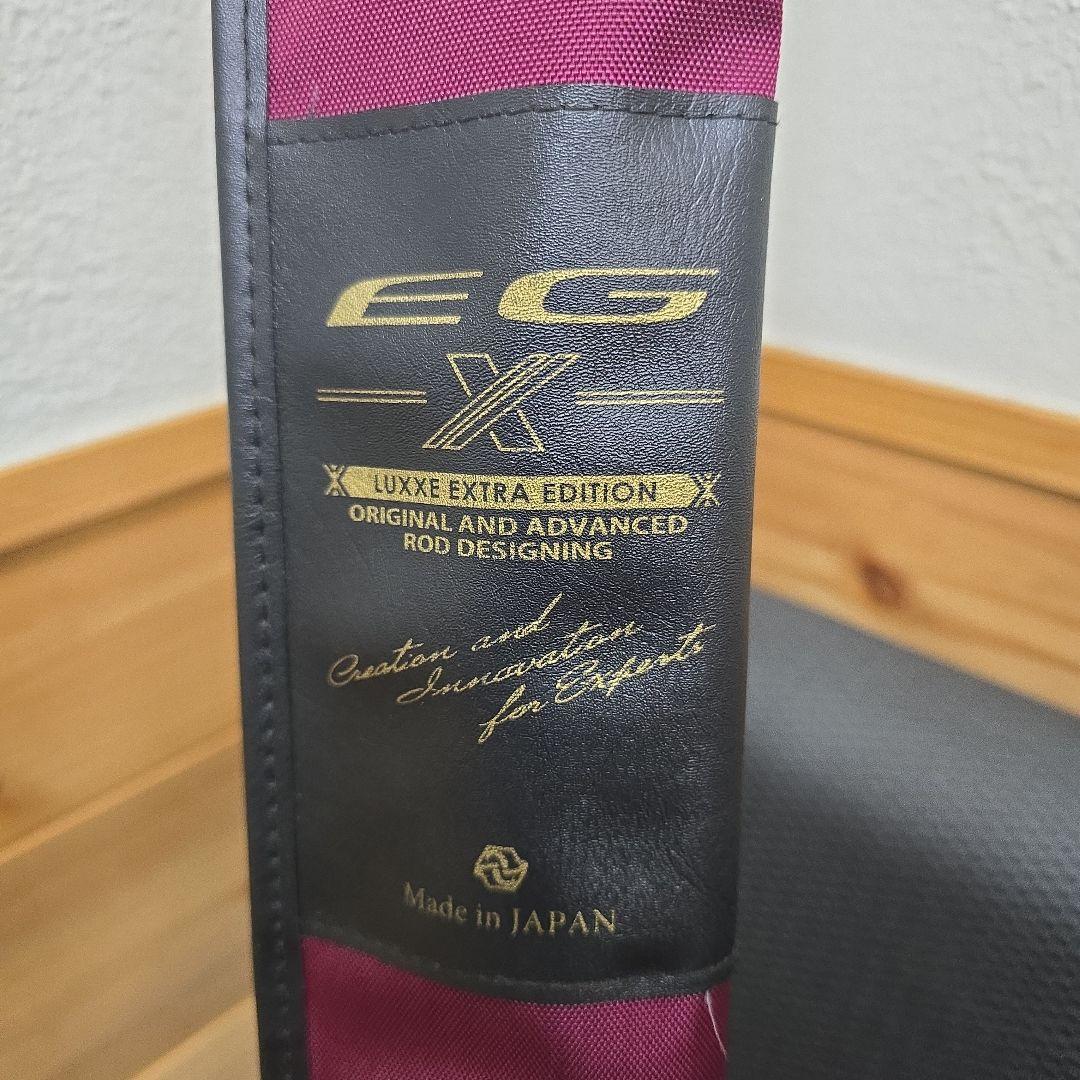 EG
X
LUXXE EXTRA EDITION
ORIGINAL AND ADVANCED
ROD DESIGNING
Creation and
Innovation
for Experts
Made in JAPAN